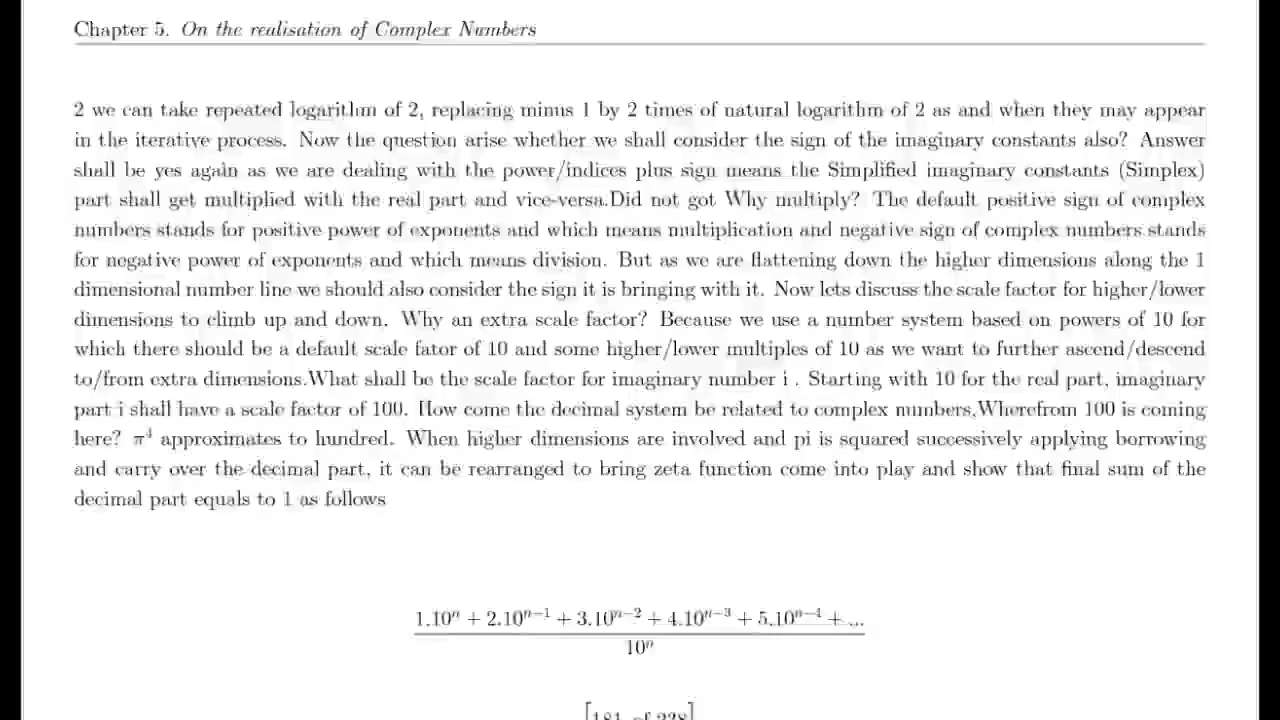 Chapter 5. On the realisation of Complex Numbers
2 we can take repeated logarithm of 2, replacing minus 1 by 2 times of natural logarithm of 2 as and when they may appear
in the iterative process. Now the question arise whether we shall consider the sign of the imaginary constants also? Answer
shall be yes again as we are dealing with the power/indices plus sign means the Simplified imaginary constants (Simplex)
part shall get multiplied with the real part and vice-versa.Did not got Why multiply? The default positive sign of complex
numbers stands for positive power of exponents and which means multiplication and negative sign of complex numbers stands
for negative power of exponents and which means division. But as we are flattening down the higher dimensions along the 1
dimensional number line we should also consider the sign it is bringing with it. Now lets discuss the scale factor for higher/lower
dimensions to climb up and down. Why an extra scale factor? Because we use a number system based on powers of 10 for
which there should be a default scale fator of 10 and some higher/lower multiples of 10 as we want to further ascend/descend
to/from extra dimensions.What shall be the scale factor for imaginary number i . Starting with 10 for the real part, imaginary
part i shall have a scale factor of 100. How come the decimal system be related to complex numbers,Wherefrom 100 is coming
here? π⁴ approximates to hundred. When higher dimensions are involved and pi is squared successively applying borrowing
and carry over the decimal part, it can be rearranged to bring zeta function come into play and show that final sum of the
decimal part equals to 1 as follows
1.10ⁿ + 2.10ⁿ⁻¹ + 3.10ⁿ⁻² + 4.10ⁿ⁻³ + 5.10ⁿ⁻⁴ + ...
10ⁿ
[181 of 228]